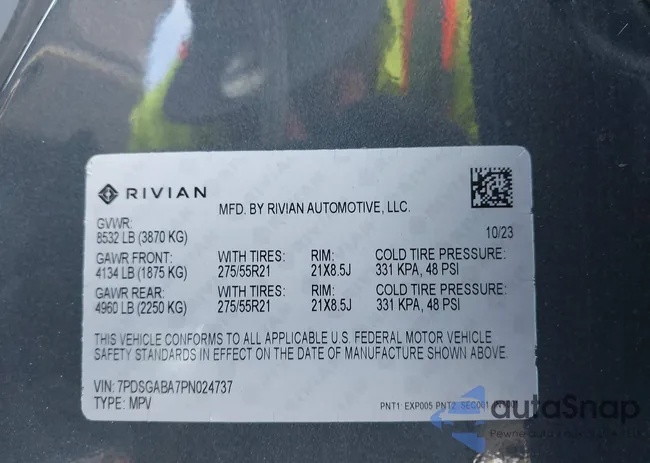 RIVIAN
MFD. BY RIVIAN AUTOMOTIVE, LLC.
GVWR:
8532 LB (3870 KG)
10/23
GAWR FRONT: WITH TIRES: RIM: COLD TIRE PRESSURE:
4134 LB (1875 KG) 275/55R21 21X8.5J 331 KPA, 48 PSI
GAWR REAR: WITH TIRES: RIM: COLD TIRE PRESSURE:
4960 LB (2250 KG) 275/55R21 21X8.5J 331 KPA, 48 PSI
THIS VEHICLE CONFORMS TO ALL APPLICABLE U.S. FEDERAL MOTOR VEHICLE
SAFETY STANDARDS IN EFFECT ON THE DATE OF MANUFACTURE SHOWN ABOVE.
VIN: 7PDSGABA7PN024737
TYPE: MPV
PNT1: EXP005 PNT2: SEC001
autoSnap